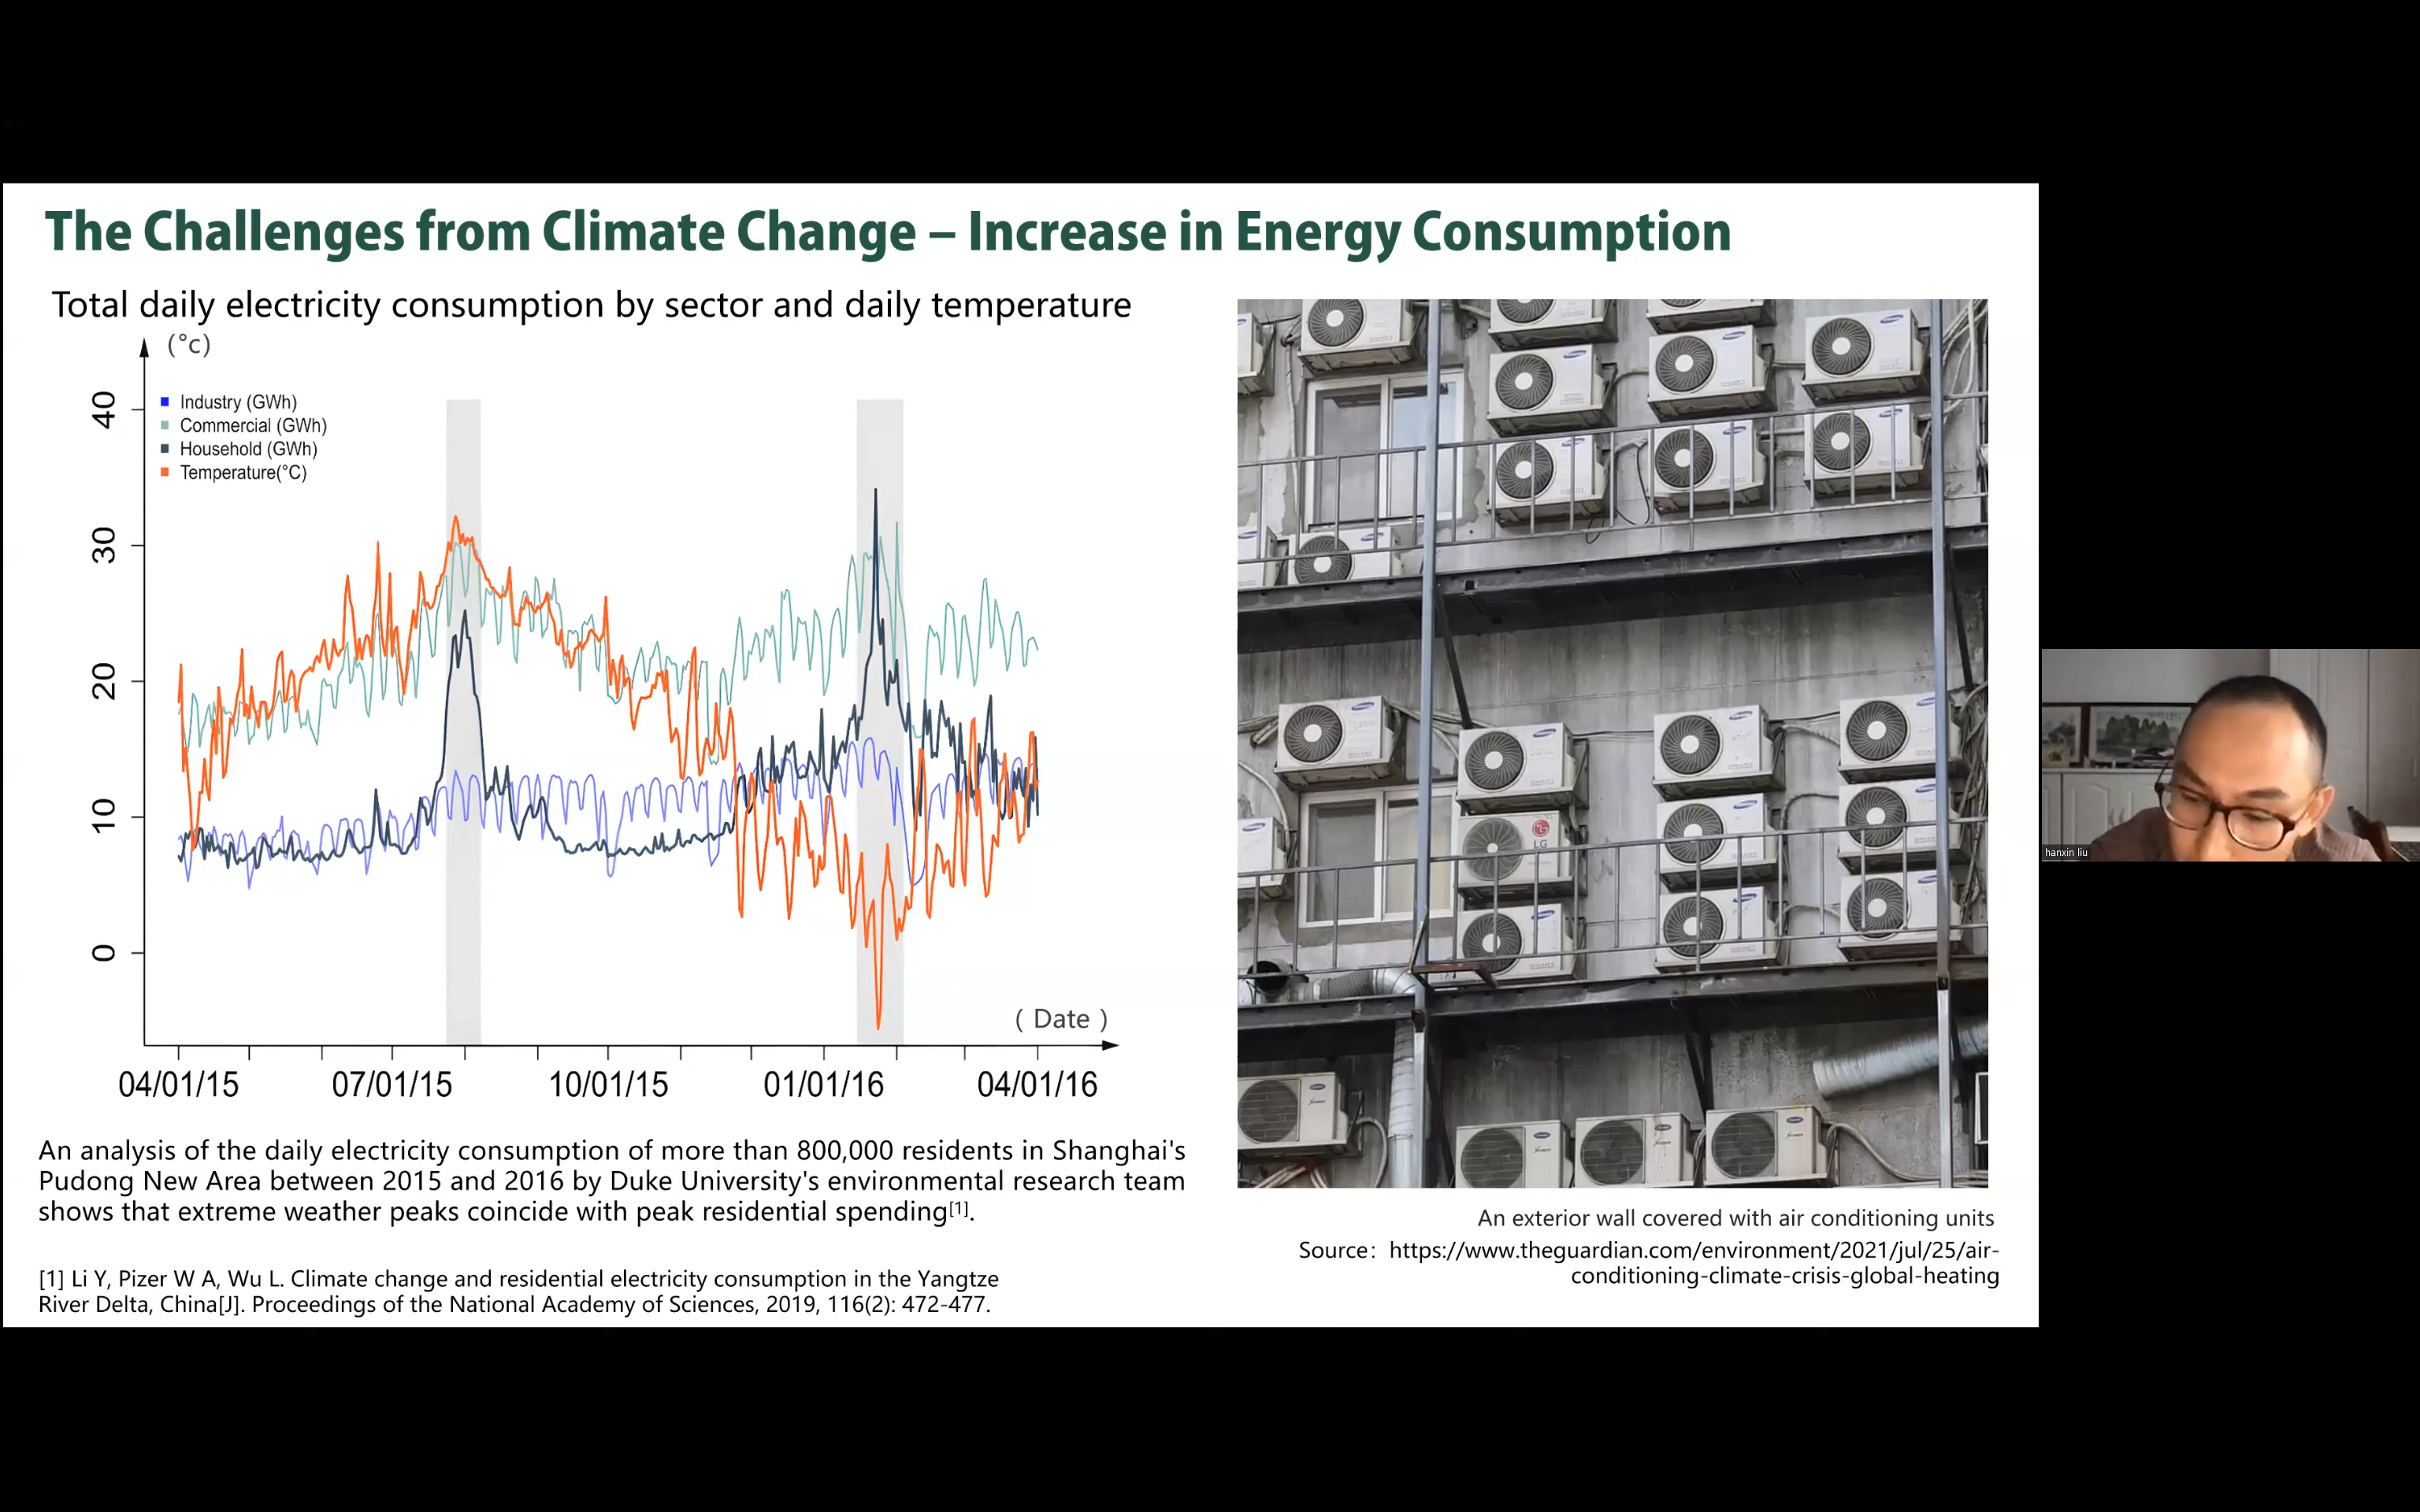 The Challenges from Climate Change – Increase in Energy Consumption
Total daily electricity consumption by sector and daily temperature
(°c)
40
30
20
10
0
Industry (GWh)
Commercial (GWh)
Household (GWh)
Temperature(°C)
( Date )
04/01/15 07/01/15 10/01/15 01/01/16 04/01/16
An analysis of the daily electricity consumption of more than 800,000 residents in Shanghai's
Pudong New Area between 2015 and 2016 by Duke University's environmental research team
shows that extreme weather peaks coincide with peak residential spending[1].
[1] Li Y, Pizer W A, Wu L. Climate change and residential electricity consumption in the Yangtze
River Delta, China[J]. Proceedings of the National Academy of Sciences, 2019, 116(2): 472-477.
LG
An exterior wall covered with air conditioning units
Source: https://www.theguardian.com/environment/2021/jul/25/air-
conditioning-climate-crisis-global-heating
hanxin liu